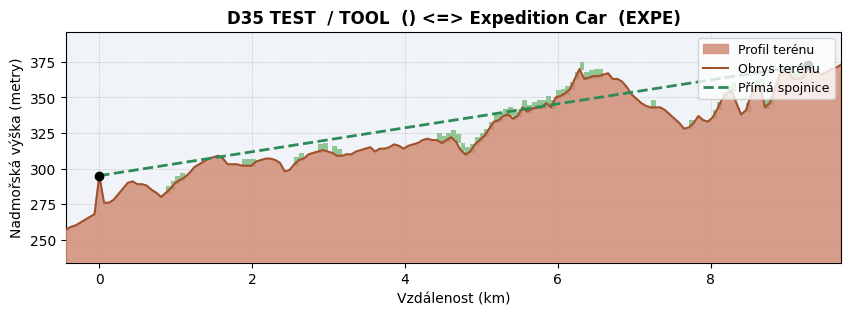 D35 TEST  / TOOL  () <=> Expedition Car  (EXPE)
Nadmořská výška (metry)
375
350
325
300
275
250
Profil terénu
Obrys terénu
Přímá spojnice
0
2
4
6
8
Vzdálenost (km)